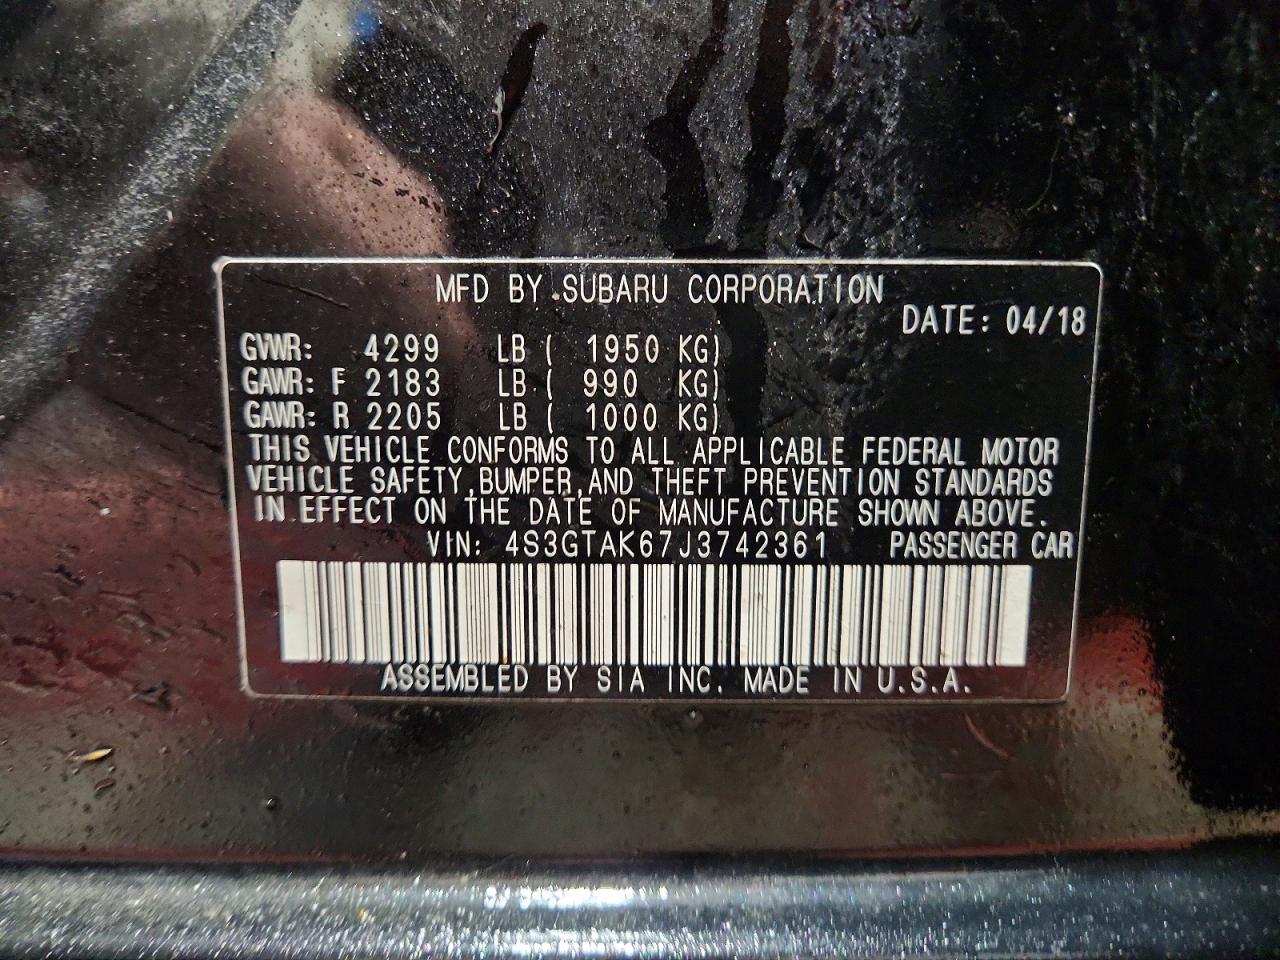 MFD BY SUBARU CORPORATION
DATE: 04/18
GVWR: 4299 LB ( 1950 KG)
GAWR: F 2183 LB ( 990 KG)
GAWR: R 2205 LB ( 1000 KG)
THIS VEHICLE CONFORMS TO ALL APPLICABLE FEDERAL MOTOR
VEHICLE SAFETY,BUMPER,AND THEFT PREVENTION STANDARDS
IN EFFECT ON THE DATE OF MANUFACTURE SHOWN ABOVE.
VIN: 4S3GTAK67J3742361 PASSENGER CAR
ASSEMBLED BY SIA INC. MADE IN U.S.A.